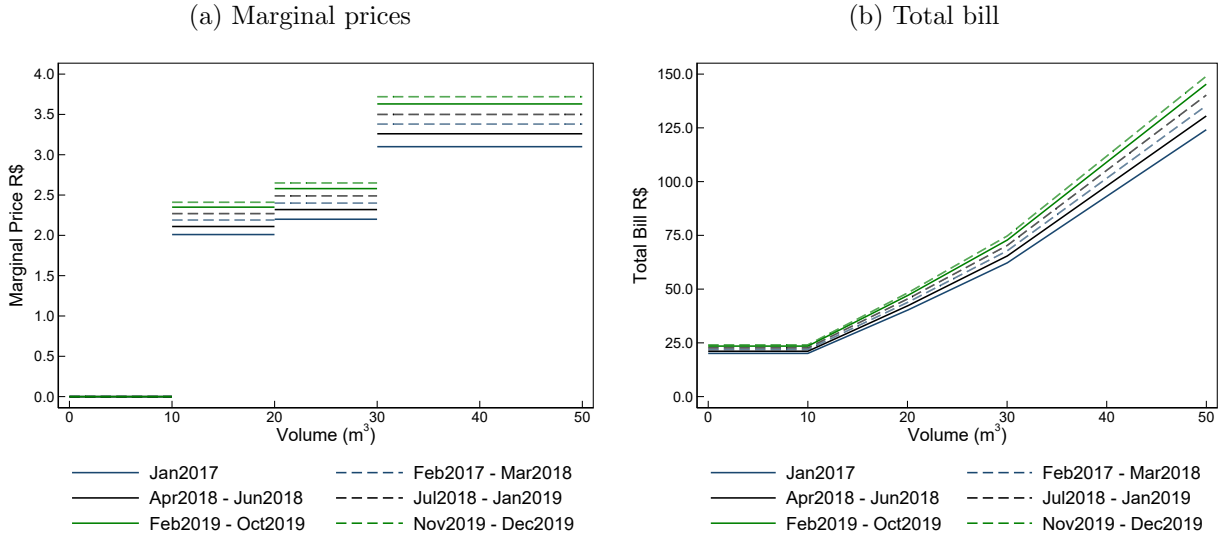 (a) Marginal prices
4.0
3.5
3.0
2.5
2.0
1.5
1.0
0.5
0.0
Marginal Price R$
0 10 20 30 40 50
Volume (m³)
Jan2017 Feb2017 - Mar2018
Apr2018 - Jun2018 Jul2018 - Jan2019
Feb2019 - Oct2019 Nov2019 - Dec2019
(b) Total bill
150.0
125.0
100.0
75.0
50.0
25.0
0.0
Total Bill R$
0 10 20 30 40 50
Volume (m³)
Jan2017 Feb2017 - Mar2018
Apr2018 - Jun2018 Jul2018 - Jan2019
Feb2019 - Oct2019 Nov2019 - Dec2019